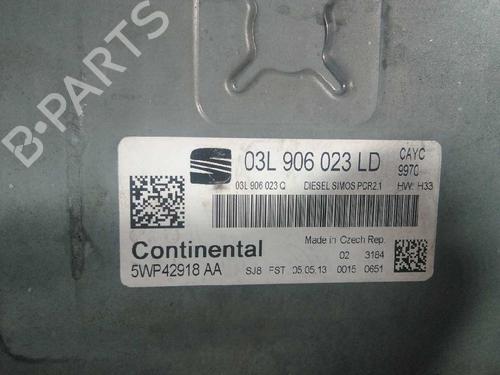 B-PARTS
03L 906 023 LD
CAYC
9970
03L 906 023 Q DIESEL SIMOS PCR2.1 HW: H33
Continental
Made in Czech Rep.
02 3184
5WP42918 AA
SJ8 FST 05.05.13 0015 0651